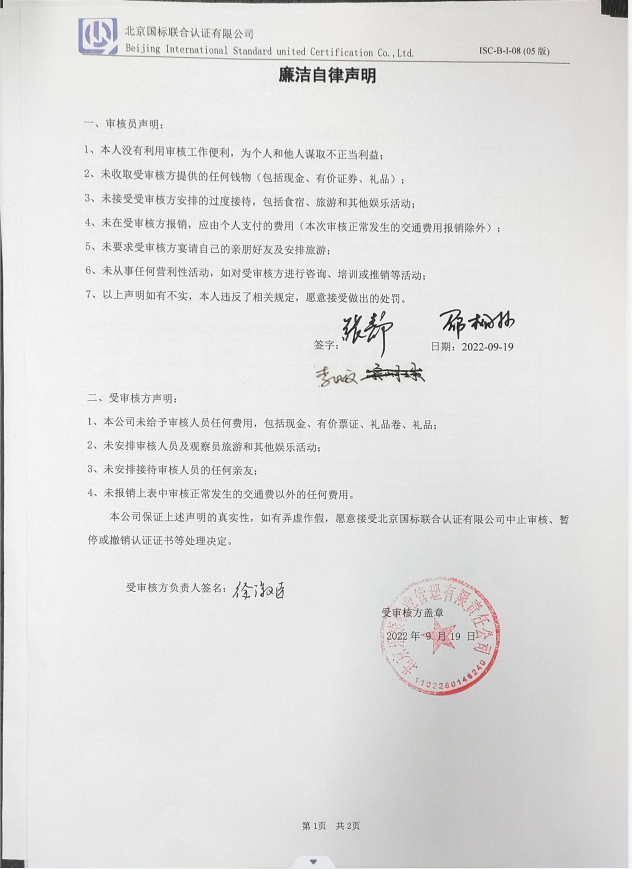 北京国标联合认证有限公司
Beijing International Standard united Certification Co.,Ltd.
ISC-B-I-08 (05 版)
廉洁自律声明
一、审核员声明：
1、本人没有利用审核工作便利，为个人和他人谋取不正当利益；
2、未收取受审核方提供的任何钱物（包括现金、有价证券、礼品）；
3、未接受受审核方安排的过度接待，包括食宿、旅游和其他娱乐活动；
4、未在受审核方报销，应由个人支付的费用（本次审核正常发生的交通费用报销除外）；
5、未要求受审核方宴请自己的亲朋好友及安排旅游；
6、未从事任何营利性活动，如对受审核方进行咨询、培训或推销等活动；
7、以上声明如有不实，本人违反了相关规定，愿意接受做出的处罚。
签字：张静
日期：2022-09-19
二、受审核方声明：
1、本公司未给予审核人员任何费用，包括现金、有价票证、礼品卷、礼品；
2、未安排审核人员及观察员旅游和其他娱乐活动；
3、未安排接待审核人员的任何亲友；
4、未报销上表中审核正常发生的交通费以外的任何费用。
本公司保证上述声明的真实性，如有弄虚作假，愿意接受北京国标联合认证有限公司中止审核、暂
停或撤销认证证书等处理决定。
受审核方负责人签名：徐淑
受审核方盖章
2022 年 9 月 19 日
管理有限责任公司
1102260146240
第 1页 共 2页